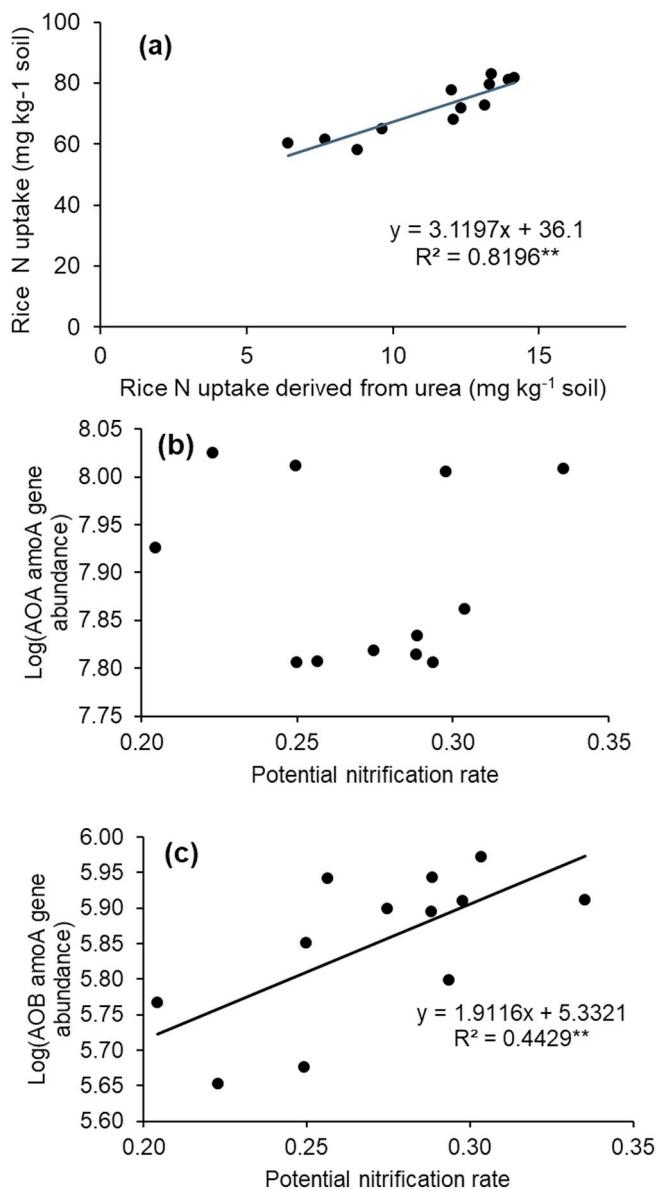 (a)
Rice N uptake (mg kg-1 soil)
100
80
60
40
20
0
y = 3.1197x + 36.1
R² = 0.8196**
0 5 10 15
Rice N uptake derived from urea (mg kg⁻¹ soil)
(b)
Log(AOA amoA gene
abundance)
8.05
8.00
7.95
7.90
7.85
7.80
7.75
0.20 0.25 0.30 0.35
Potential nitrification rate
(c)
Log(AOB amoA gene
abundance)
6.00
5.95
5.90
5.85
5.80
5.75
5.70
5.65
5.60
y = 1.9116x + 5.3321
R² = 0.4429**
0.20 0.25 0.30 0.35
Potential nitrification rate